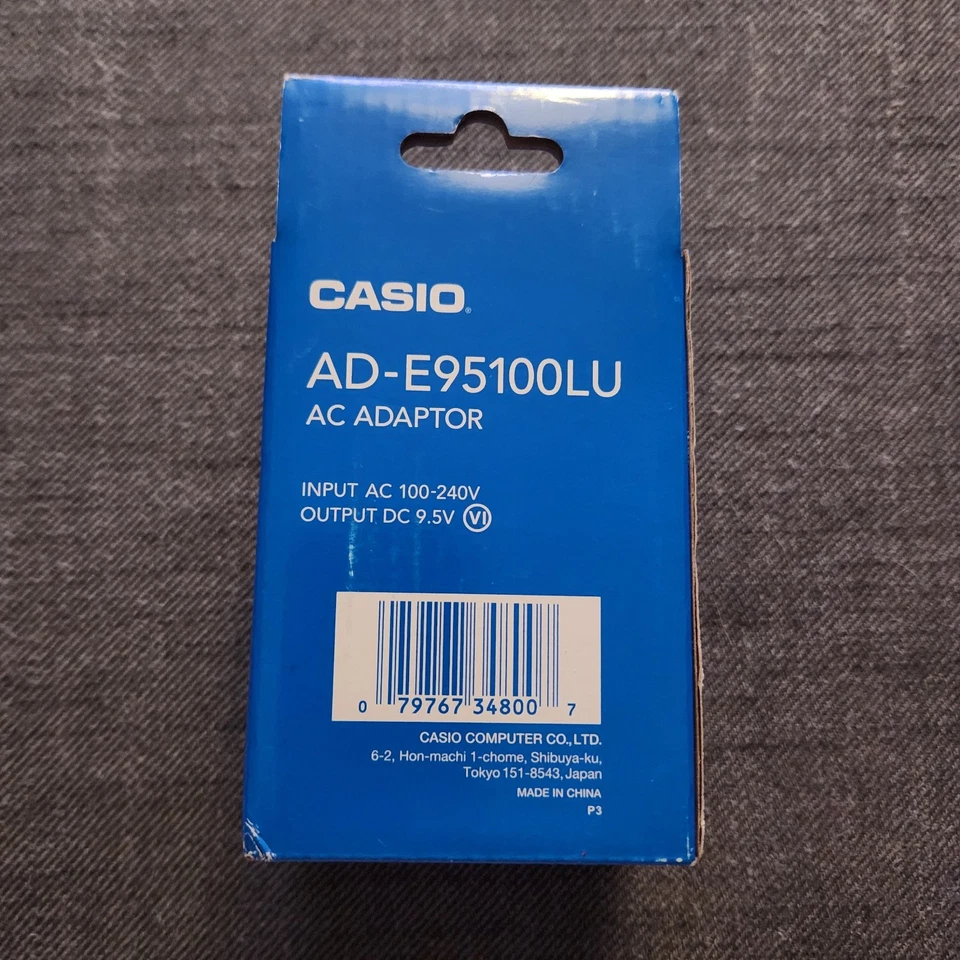 CASIO®
AD-E95100LU
AC ADAPTOR
INPUT AC 100-240V
OUTPUT DC 9.5V VI
0 79767 34800 7
CASIO COMPUTER CO.,LTD.
6-2, Hon-machi 1-chome, Shibuya-ku,
Tokyo 151-8543, Japan
MADE IN CHINA
P3